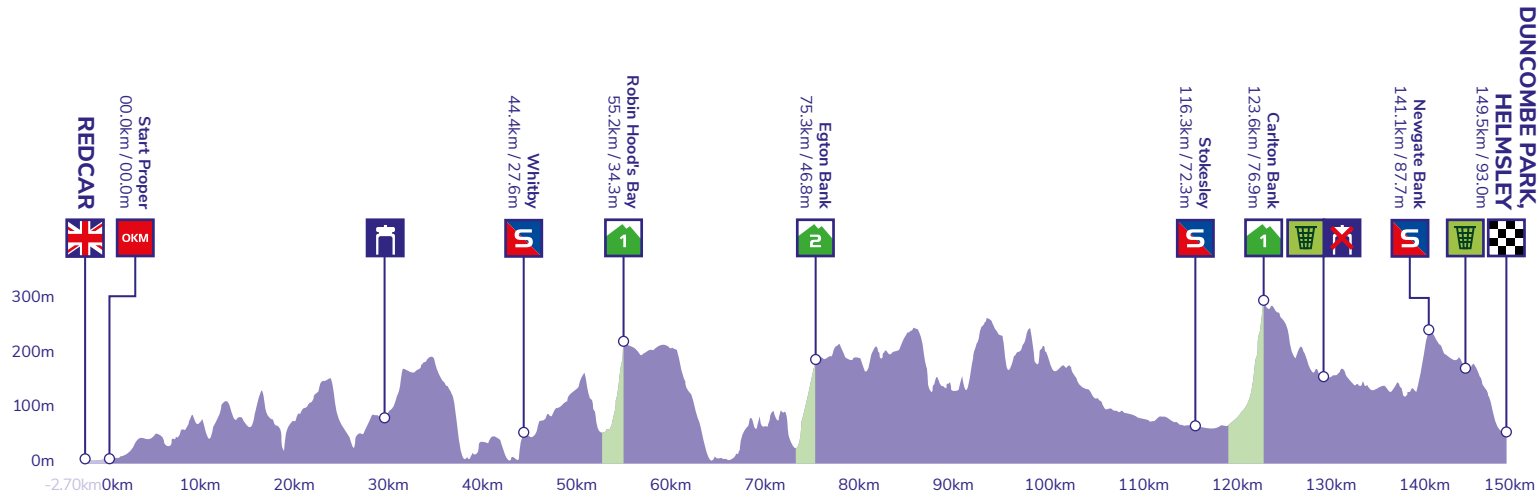 REDCAR
Start Proper
00.0km / 00.0m
Whitby
44.4km / 27.6m
Robin Hood's Bay
55.2km / 34.3m
Egton Bank
75.3km / 46.8m
Stokesley
116.3km / 72.3m
Carlton Bank
123.6km / 76.9m
Newgate Bank
141.1km / 87.7m
DUNCOMBE PARK,
HELMSLEY
149.5km / 93.0m
0KM
S
1
2
S
1
S
300m
200m
100m
0m
-2.70km 0km 10km 20km 30km 40km 50km 60km 70km 80km 90km 100km 110km 120km 130km 140km 150km